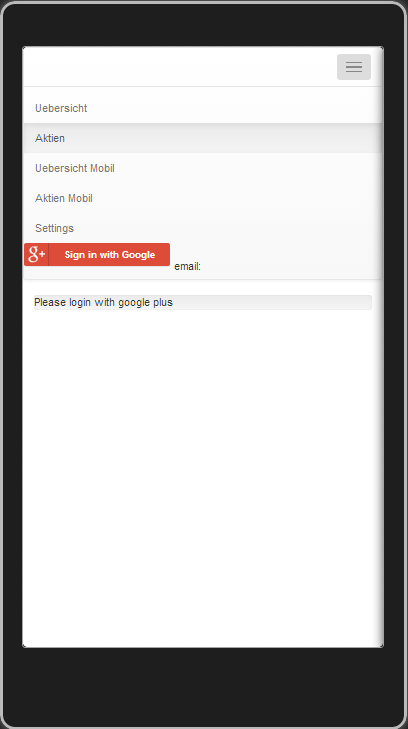 Uebersicht
Aktien
Uebersicht Mobil
Aktien Mobil
Settings
g+ Sign in with Google
email:
Please login with google plus